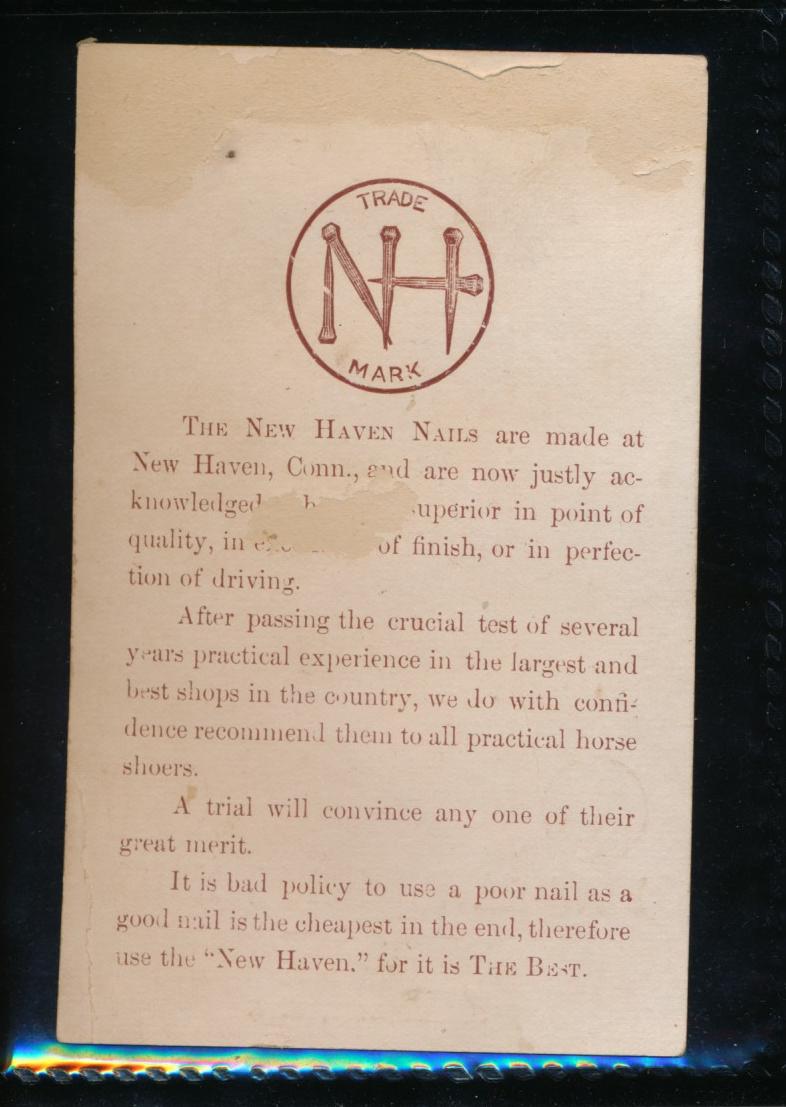 TRADE
NH
MARK
THE NEW HAVEN NAILS are made at
New Haven, Conn., and are now justly ac-
knowledged superior in point of
quality, in of finish, or in perfec-
tion of driving.
After passing the crucial test of several
years practical experience in the largest and
best shops in the country, we do with confi-
dence recommend them to all practical horse
shoers.
A trial will convince any one of their
great merit.
It is bad policy to use a poor nail as a
good nail is the cheapest in the end, therefore
use the "New Haven," for it is THE BEST.